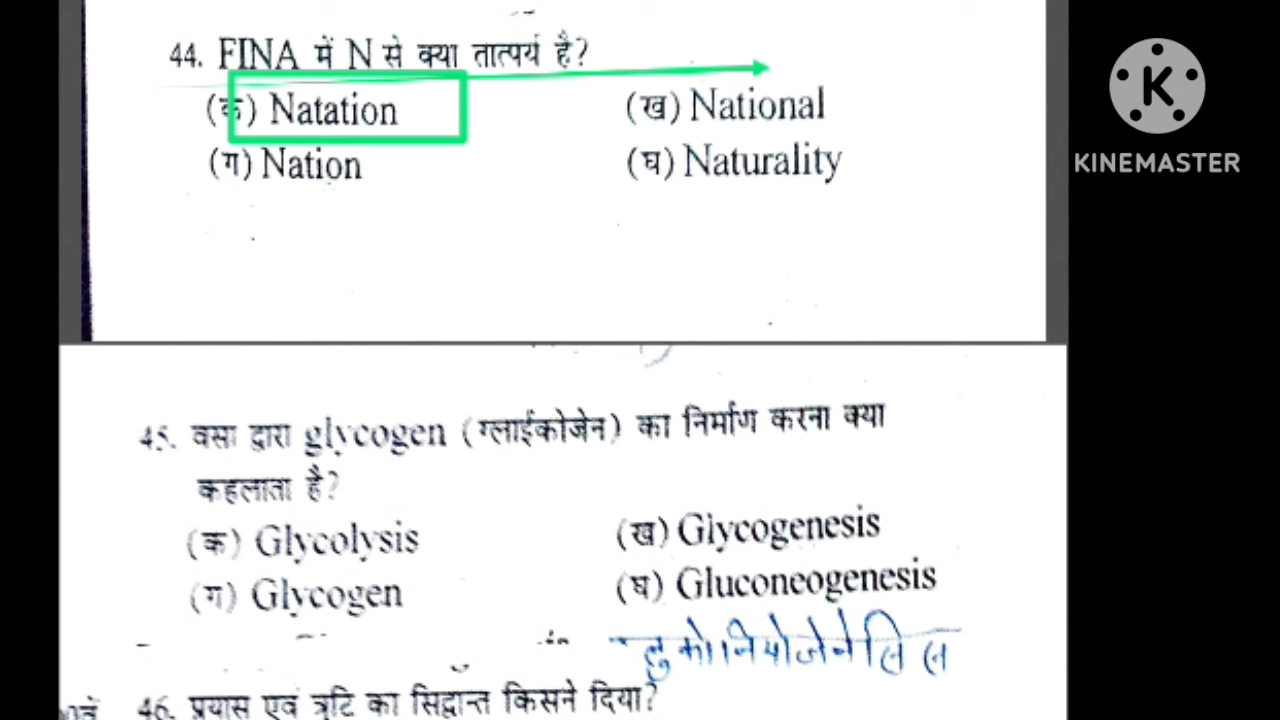 44. FINA में N से क्या तात्पर्य है?
(क) Natation (ख) National
(ग) Nation (घ) Naturality
K
KINEMASTER
45. वसा द्वारा glycogen (ग्लाईकोजेन) का निर्माण करना क्या
कहलाता है?
(क) Glycolysis (ख) Glycogenesis
(ग) Glycogen (घ) Gluconeogenesis
ग्लुकोनियोजेनेसिस
46. प्रयास एवं त्रुटि का सिद्धान्त किसने दिया?